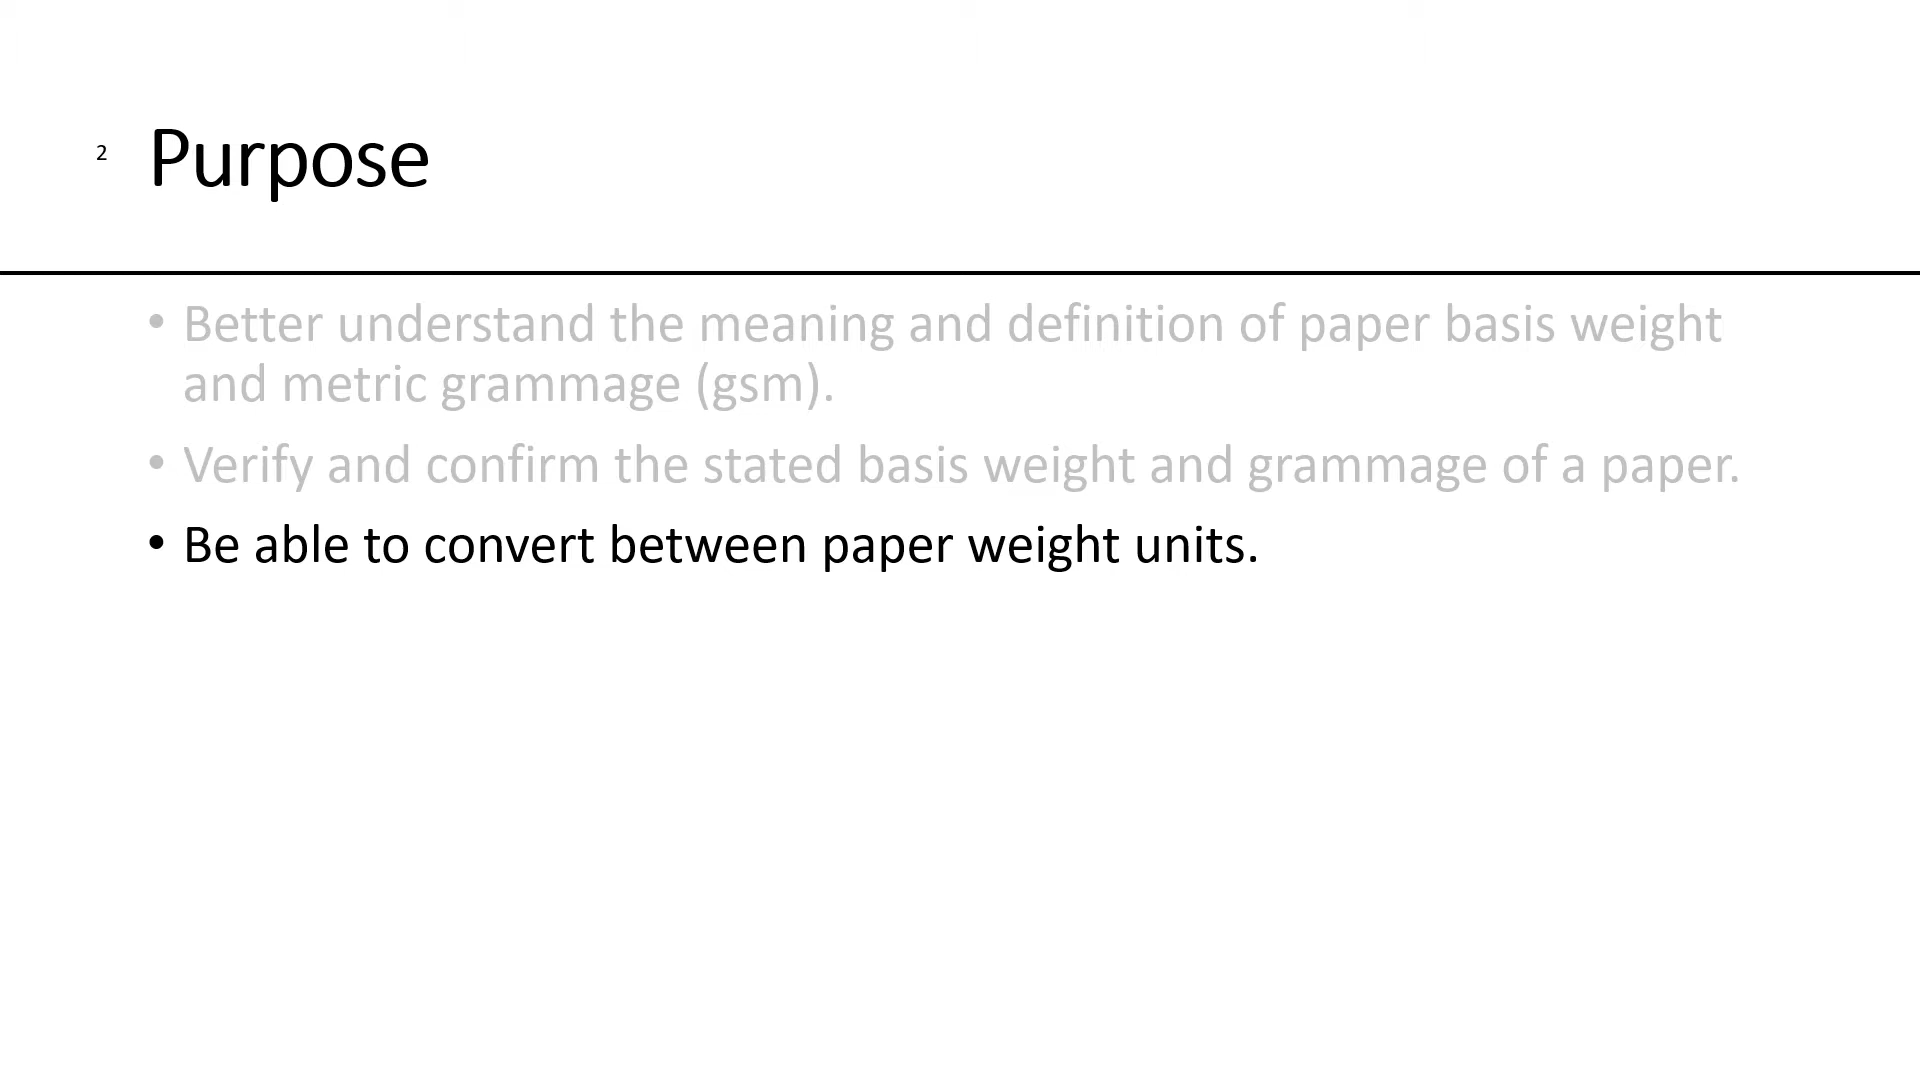 2
Purpose
• Better understand the meaning and definition of paper basis weight
and metric grammage (gsm).
• Verify and confirm the stated basis weight and grammage of a paper.
• Be able to convert between paper weight units.